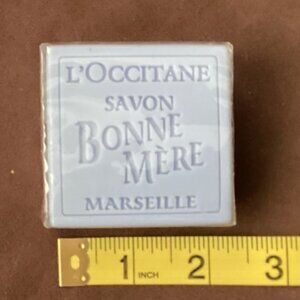 L'OCCITANE
SAVON
BONNE
MÈRE
MARSEILLE
1 INCH 2 3